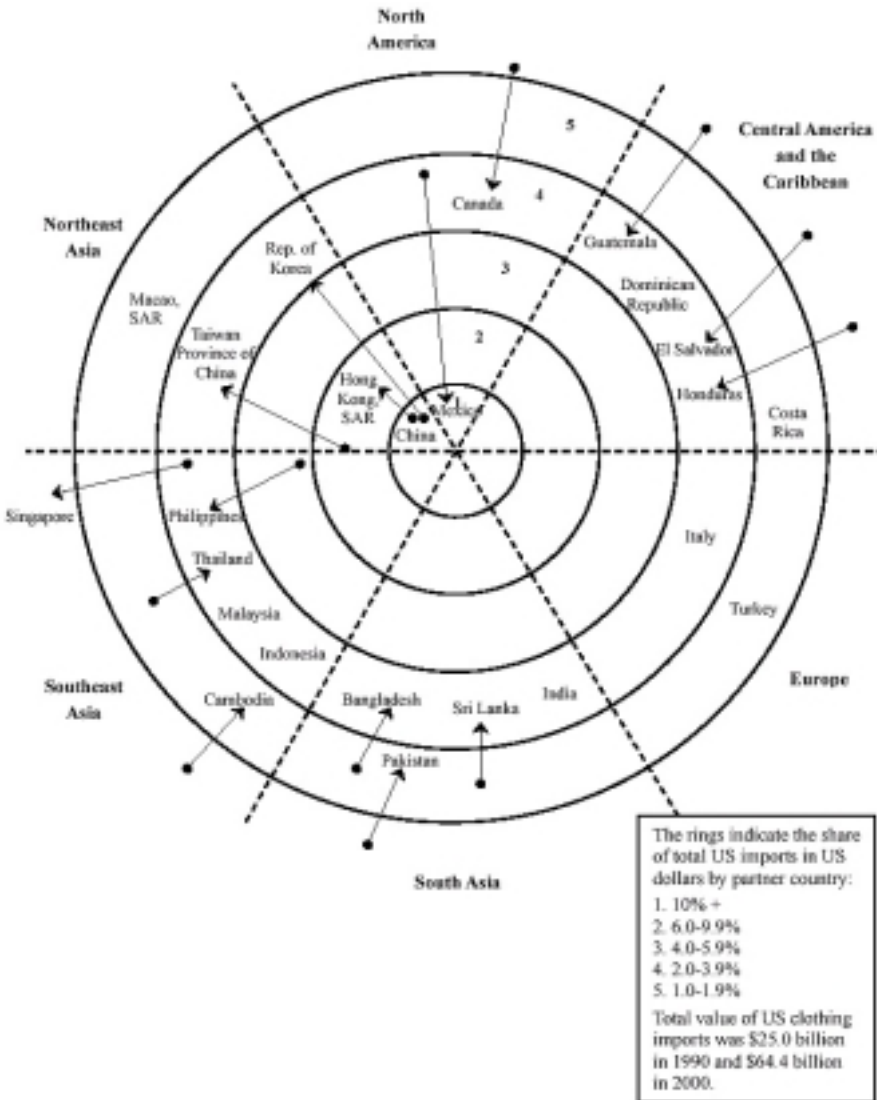 North
America
5
Central America
and the
Caribbean
4
Canada
Guatemala
Northeast
Asia
Rep. of
Korea
3
Dominican
Republic
Macao,
SAR
Taiwan
Province of
China
2
El Salvador
Hong
Kong,
SAR
Honduras
1
Mexico
China
Costa
Rica
Singapore
Philippines
Italy
Thailand
Malaysia
Turkey
Indonesia
Southeast
Asia
Europe
Cambodia
Bangladesh
Sri Lanka
India
Pakistan
South Asia
The rings indicate the share
of total US imports in US
dollars by partner country:
1. 10% +
2. 6.0-9.9%
3. 4.0-5.9%
4. 2.0-3.9%
5. 1.0-1.9%
Total value of US clothing
imports was $25.0 billion
in 1990 and $64.4 billion
in 2000.